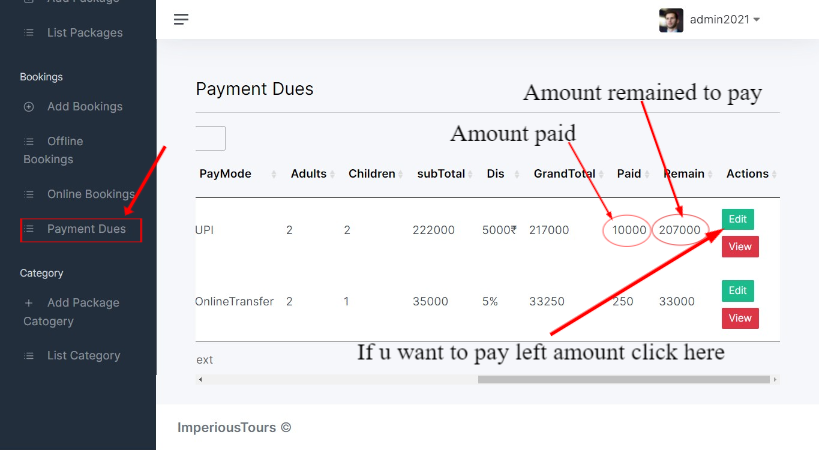 Add Package
List Packages
admin2021
Bookings
Add Bookings
Offline
Bookings
Online Bookings
Payment Dues
Category
Add Package
Catogery
List Category
Payment Dues
Amount remained to pay
Amount paid
PayMode Adults Children subTotal Dis GrandTotal Paid Remain Actions
UPI 2 2 222000 5000₹ 217000 10000 207000 Edit
View
OnlineTransfer 2 1 35000 5% 33250 250 33000 Edit
View
If u want to pay left amount click here
ext
ImperiousTours ©